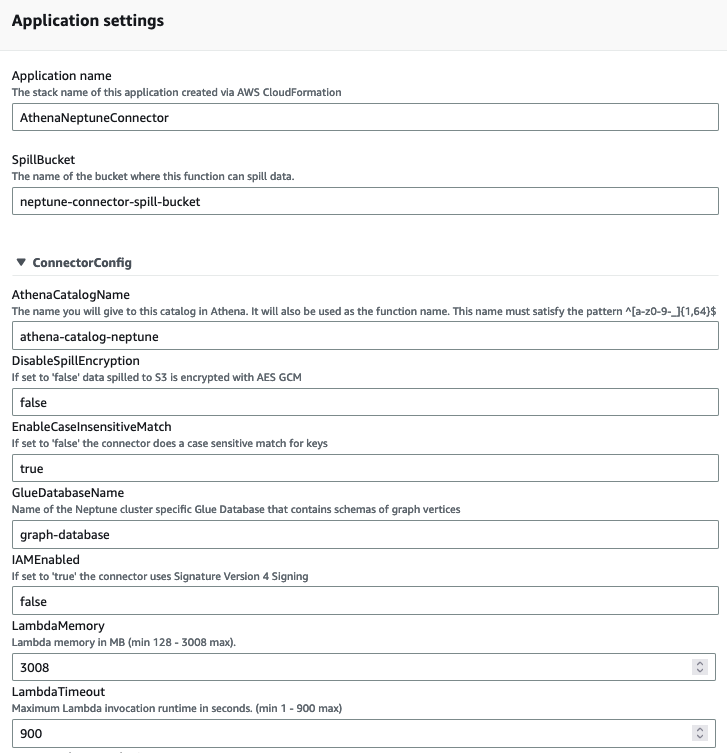 Application settings
Application name
The stack name of this application created via AWS CloudFormation
AthenaNeptuneConnector
SpillBucket
The name of the bucket where this function can spill data.
neptune-connector-spill-bucket
▼ ConnectorConfig
AthenaCatalogName
The name you will give to this catalog in Athena. It will also be used as the function name. This name must satisfy the pattern ^[a-z0-9-_]{1,64}$
athena-catalog-neptune
DisableSpillEncryption
If set to 'false' data spilled to S3 is encrypted with AES GCM
false
EnableCaseInsensitiveMatch
If set to 'false' the connector does a case sensitive match for keys
true
GlueDatabaseName
Name of the Neptune cluster specific Glue Database that contains schemas of graph vertices
graph-database
IAMEnabled
If set to 'true' the connector uses Signature Version 4 Signing
false
LambdaMemory
Lambda memory in MB (min 128 - 3008 max).
3008
LambdaTimeout
Maximum Lambda invocation runtime in seconds. (min 1 - 900 max)
900